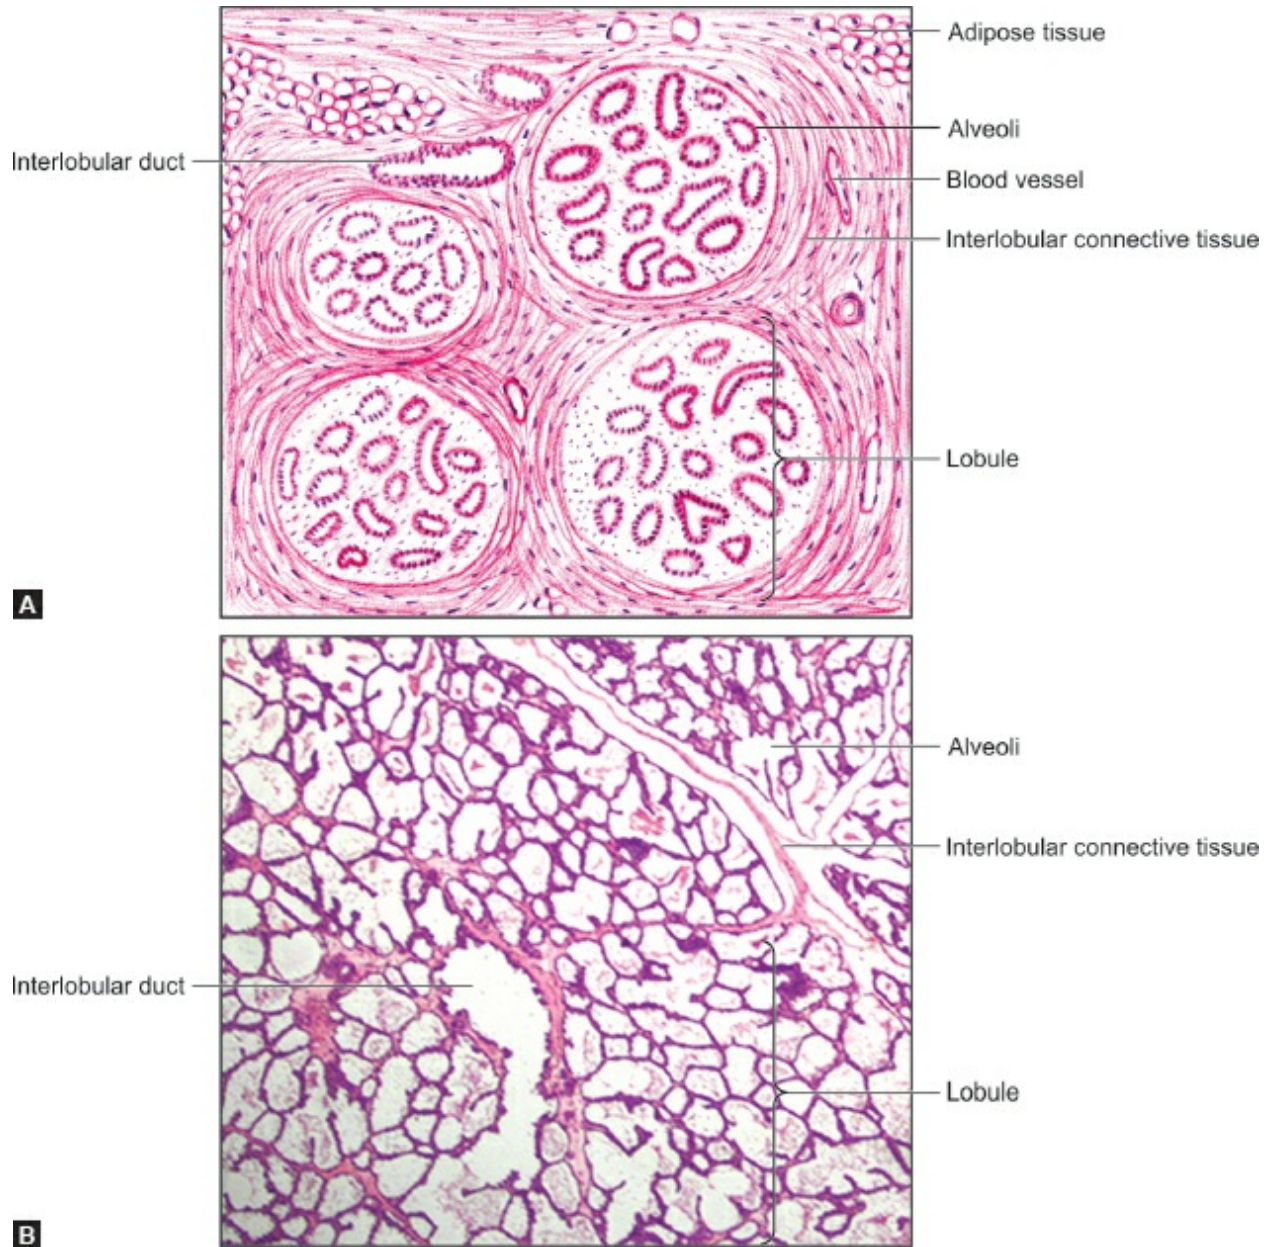 Adipose tissue
Alveoli
Interlobular duct
Blood vessel
Interlobular connective tissue
Lobule
A
Alveoli
Interlobular connective tissue
Interlobular duct
Lobule
B